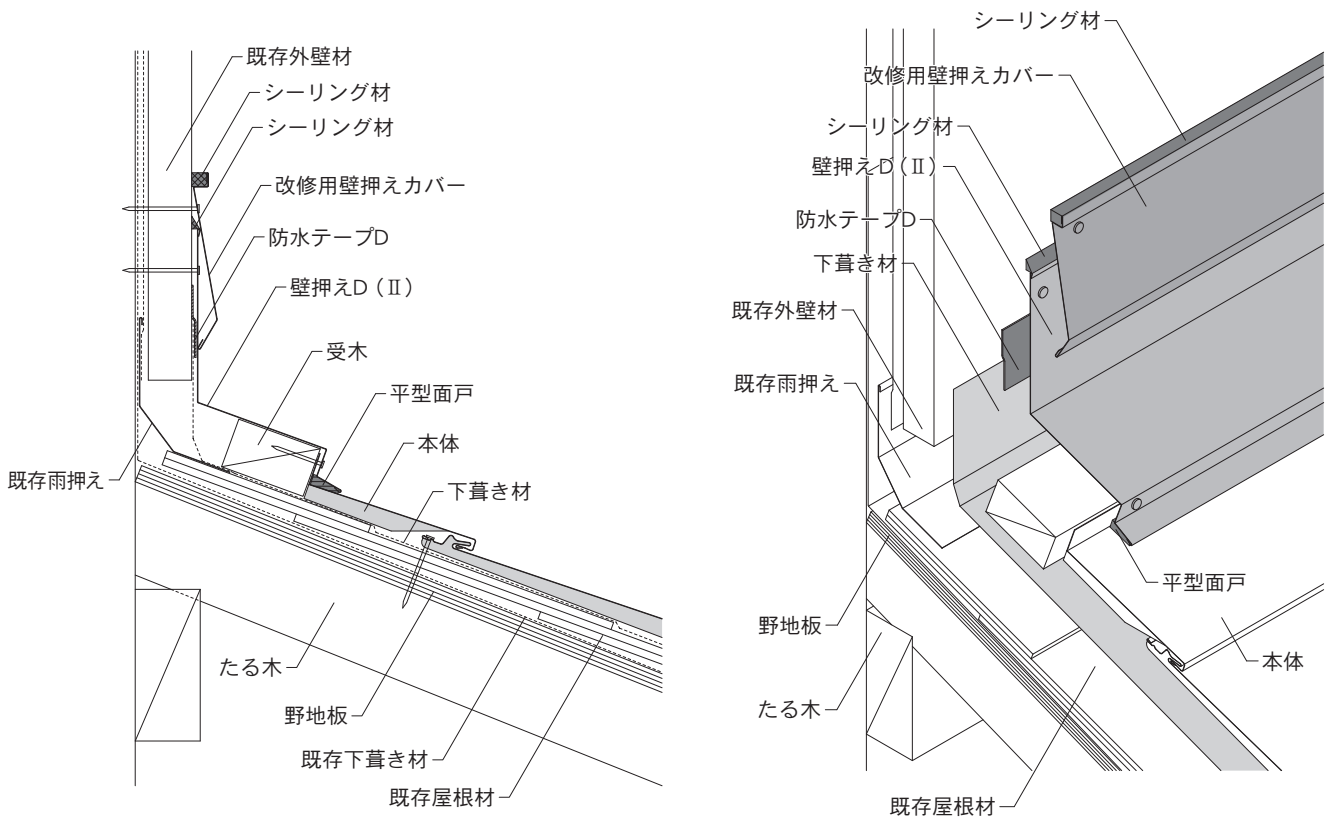 既存外壁材
シーリング材
シーリング材
改修用壁押えカバー
防水テープD
壁押えD（Ⅱ）
受木
平型面戸
本体
下葺き材
既存雨押え
たる木
野地板
既存下葺き材
既存屋根材
シーリング材
改修用壁押えカバー
シーリング材
壁押えD（Ⅱ）
防水テープD
下葺き材
既存外壁材
既存雨押え
平型面戸
野地板
本体
たる木
既存屋根材